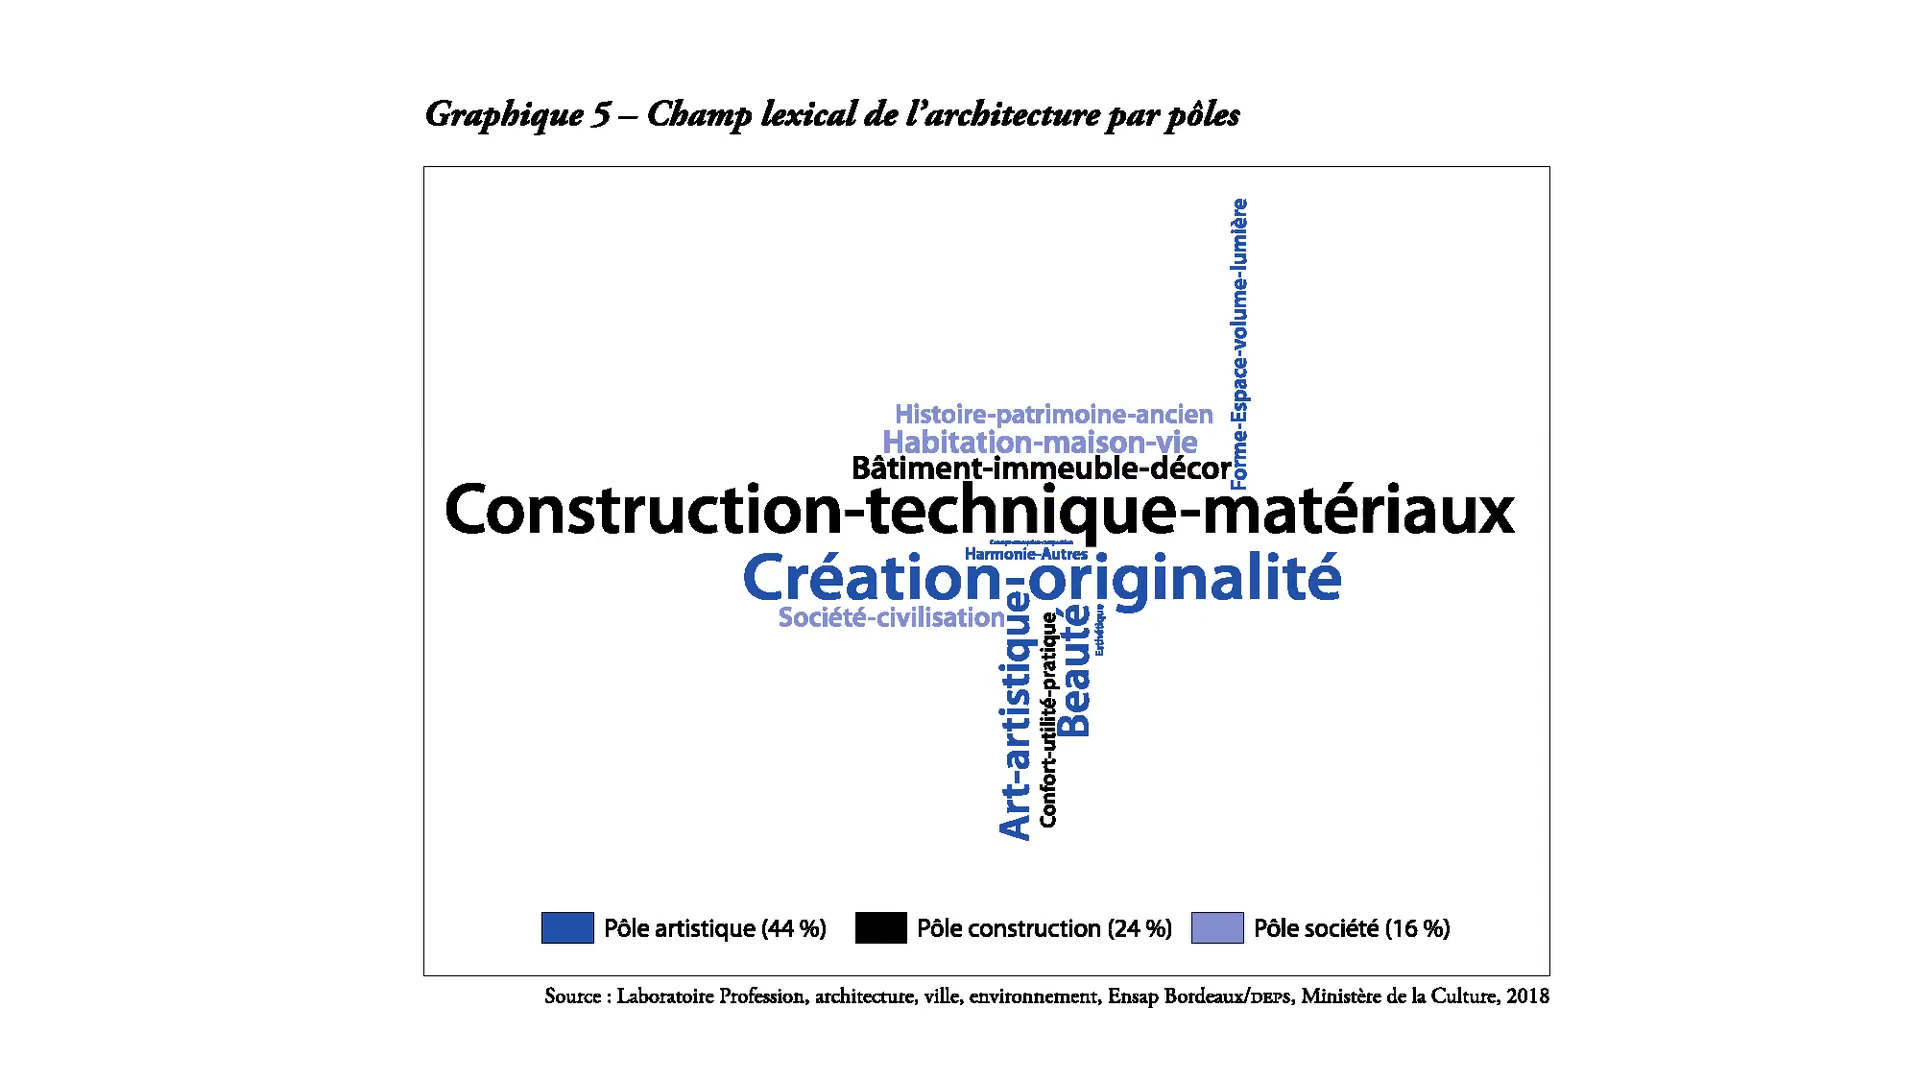 Graphique 5 – Champ lexical de l’architecture par pôles
Forme-Espace-volume-lumière
Histoire-patrimoine-ancien
Habitation-maison-vie
Bâtiment-immeuble-décor
Construction-technique-matériaux
Harmonie-Autres
Création-originalité
Société-civilisation
Art-artistique
Confort-utilité-pratique
Beauté
Esthétique
Pôle artistique (44 %)
Pôle construction (24 %)
Pôle société (16 %)
Source : Laboratoire Profession, architecture, ville, environnement, Ensap Bordeaux/DEPS, Ministère de la Culture, 2018